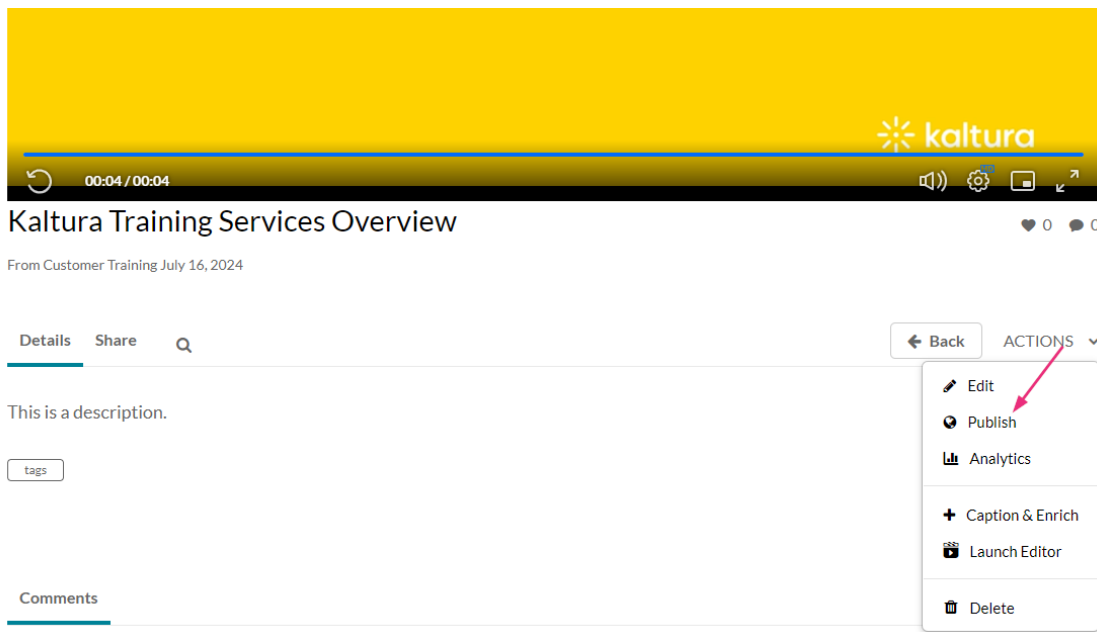 kaltura
00:04 / 00:04
Kaltura Training Services Overview
0 0
From Customer Training July 16, 2024
Details Share Back ACTIONS
Edit
This is a description.
Publish
Analytics
tags
Caption & Enrich
Launch Editor
Comments
Delete